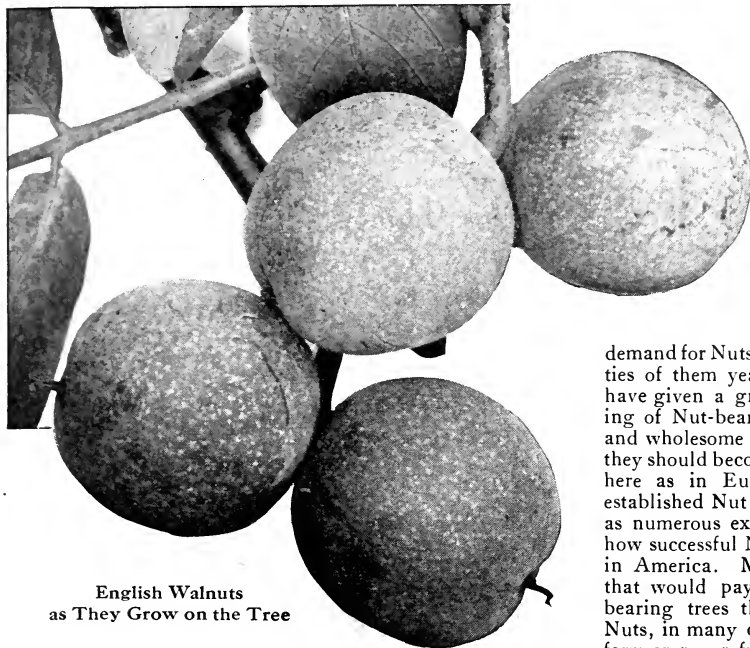 demand for Nuts
ties of them yea
have given a gr
ing of Nut-bear
and wholesome
they should beco
here as in Eu
established Nut
as numerous ex
how successful N
in America. M
that would pay
bearing trees th
Nuts, in many c
English Walnuts
as They Grow on the Tree